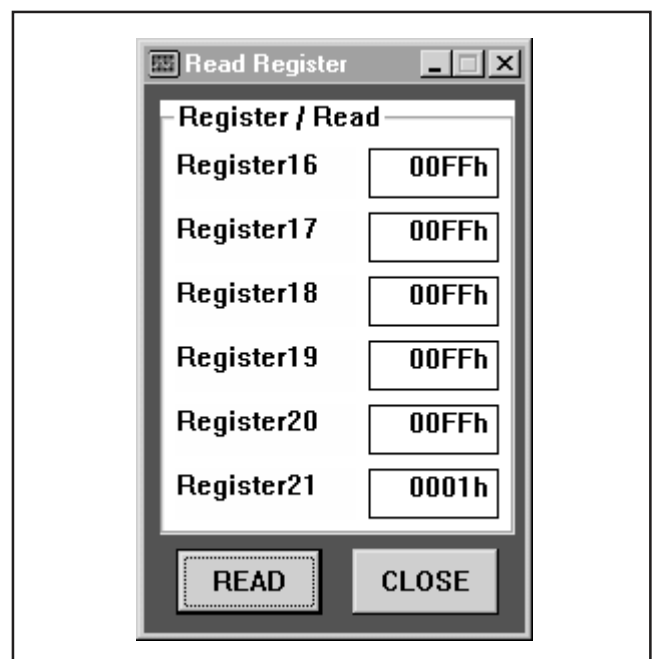 Read Register
Register / Read
Register16 00FFh
Register17 00FFh
Register18 00FFh
Register19 00FFh
Register20 00FFh
Register21 0001h
READ CLOSE